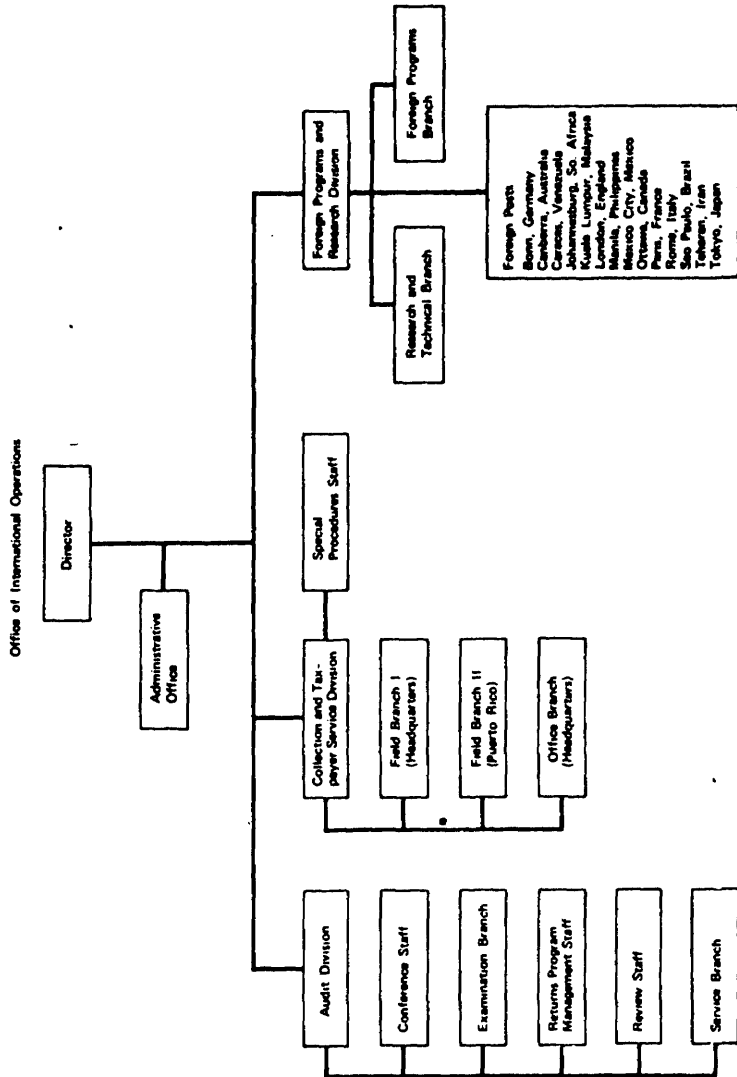 Office of International Operations
Director
Administrative
Office
Audit Division
Conference Staff
Examination Branch
Returns Program
Management Staff
Review Staff
Service Branch
Collection and Tax-
payer Service Division
Field Branch I
(Headquarters)
Field Branch II
(Puerto Rico)
Office Branch
(Headquarters)
Special
Procedures Staff
Foreign Programs and
Research Division
Research and
Technical Branch
Foreign Programs
Branch
Foreign Posts
Bonn, Germany
Canberra, Australia
Caracas, Venezuela
Johannesburg, So. Africa
Kuala Lumpur, Malaysia
London, England
Manila, Philippines
Mexico City, Mexico
Ottawa, Canada
Paris, France
Rome, Italy
Sao Paulo, Brazil
Teheran, Iran
Tokyo, Japan